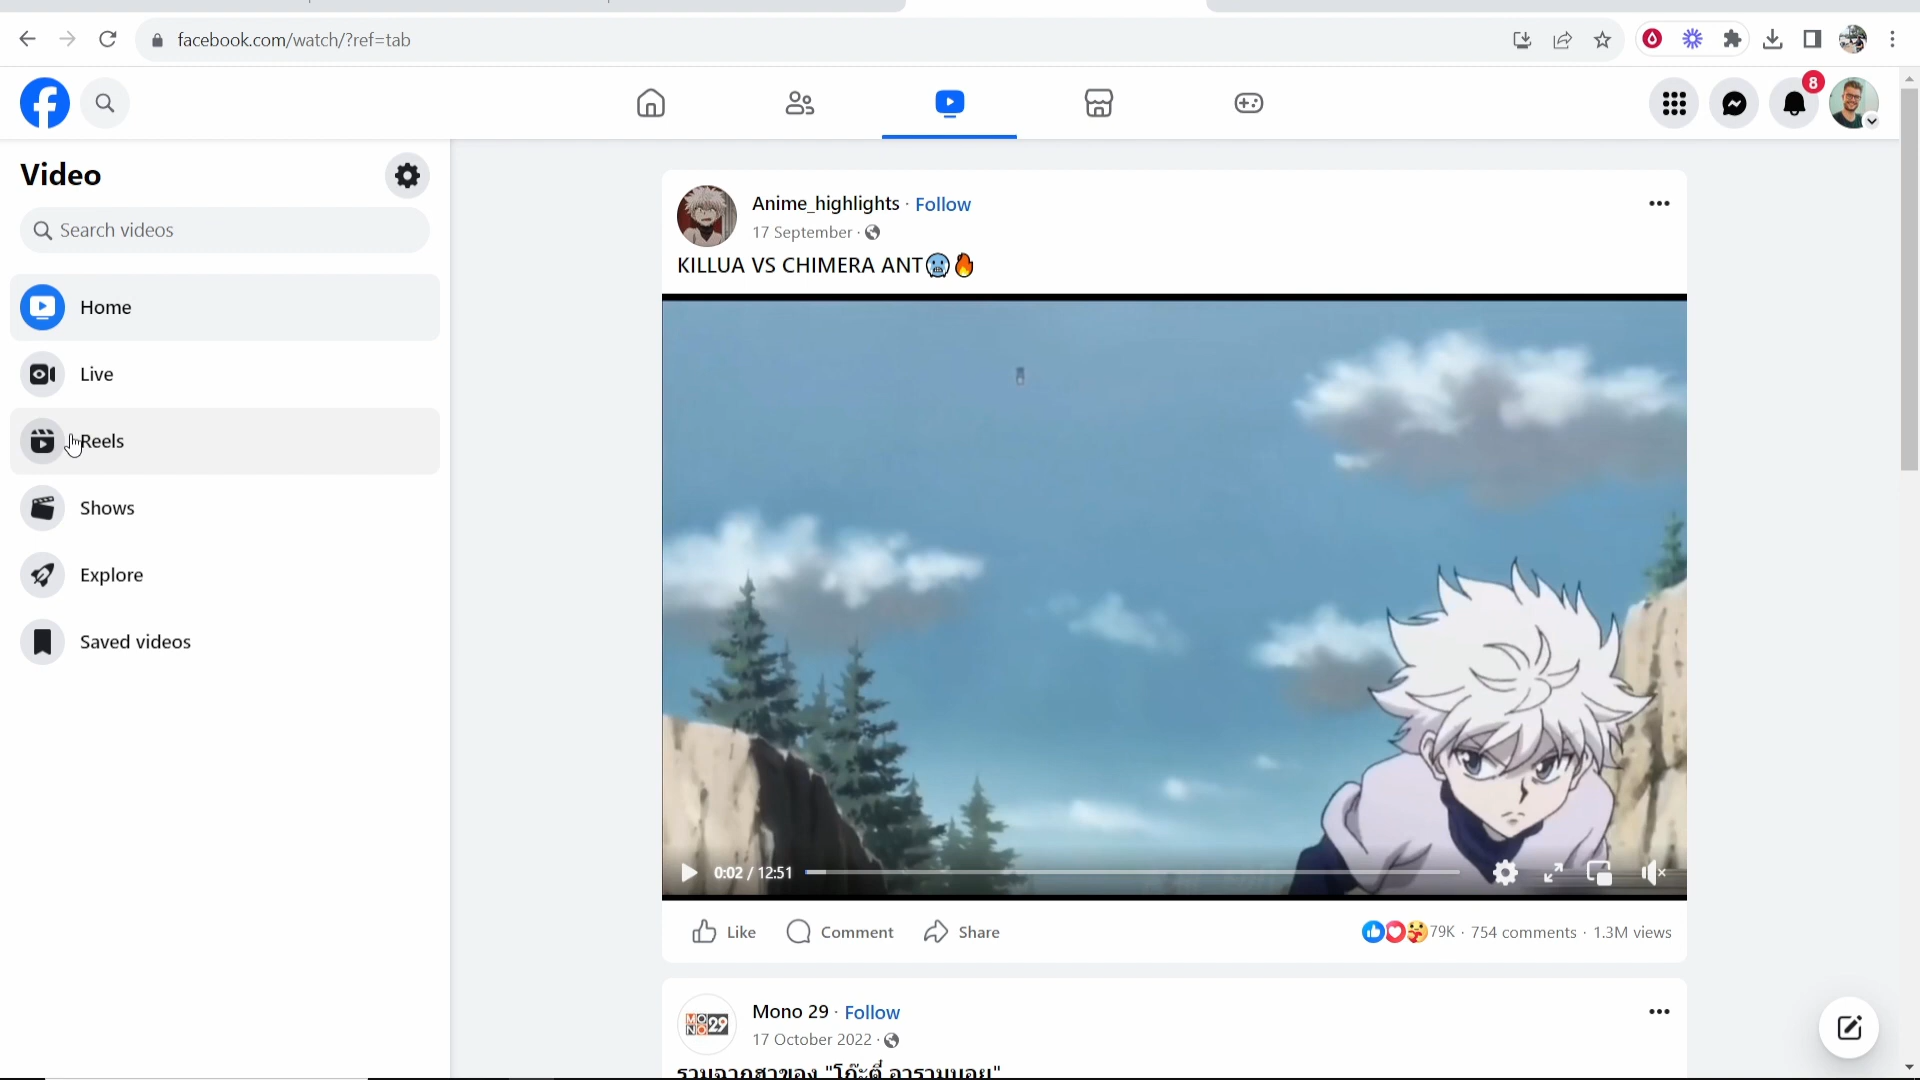 facebook.com/watch/?ref=tab
8
Video
Search videos
Home
Live
Reels
Shows
Explore
Saved videos
Anime_highlights · Follow
17 September ·
KILLUA VS CHIMERA ANT🥶🔥
0:02 / 12:51
Like
Comment
Share
79K · 754 comments · 1.3M views
MONO29
Mono 29 · Follow
17 October 2022 ·